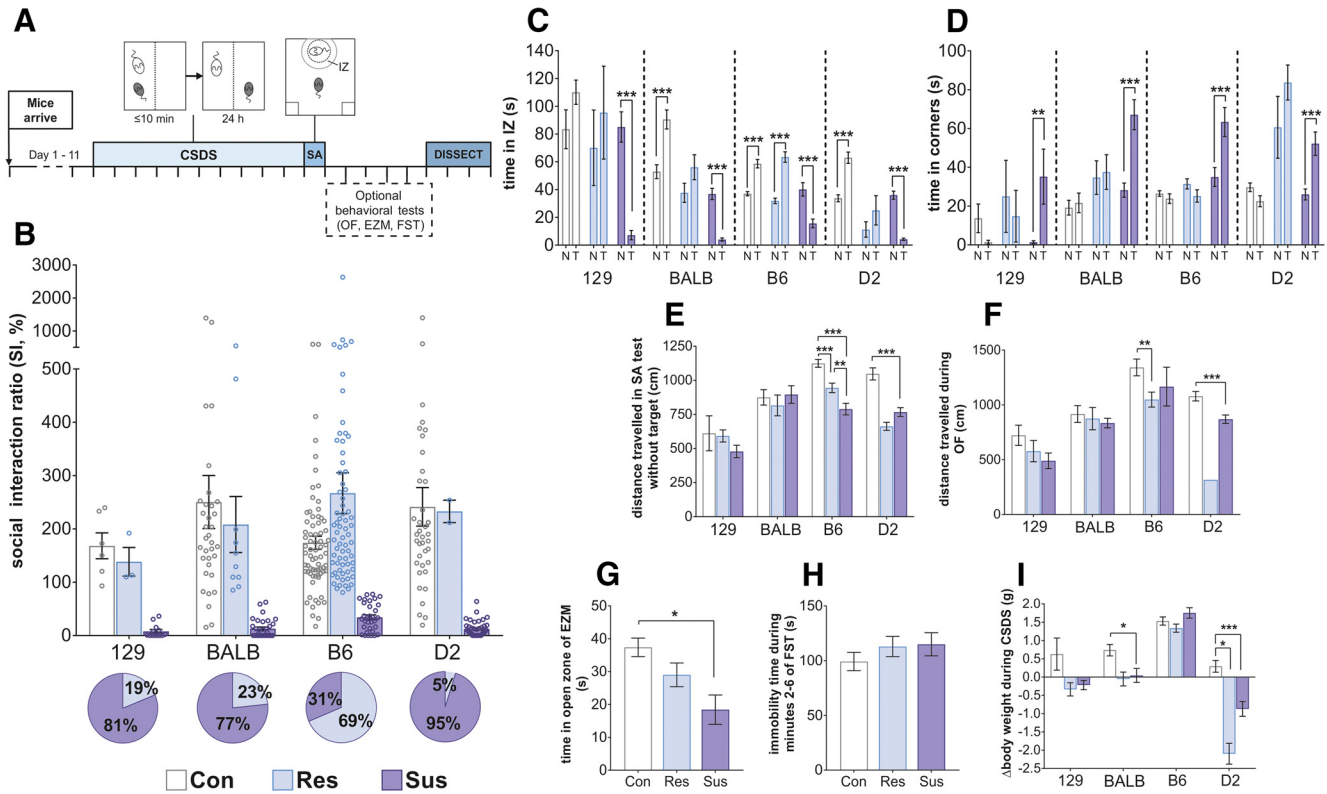 A
Mice
arrive
≤10 min
24 h
IZ
Day 1 - 11
CSDS
SA
DISSECT
Optional
behavioral tests
(OF, EZM, FST)
B
social interaction ratio (SI, %)
3000
2000
1000
500
400
300
200
100
0
129 BALB B6 D2
19%
81%
23%
77%
31%
69%
5%
95%
Con Res Sus
C
time in IZ (s)
140
120
100
80
60
40
20
0
*** *** *** *** *** *** *** ***
N T N T N T N T N T N T N T N T N T N T N T N T
129 BALB B6 D2
D
time in corners (s)
100
80
60
40
20
0
** *** *** ***
N T N T N T N T N T N T N T N T N T N T N T N T
129 BALB B6 D2
E
distance travelled in SA test
without target (cm)
1250
1000
750
500
250
0
***
***
**
***
129 BALB B6 D2
F
distance travelled during
OF (cm)
1500
1000
500
0
**
***
129 BALB B6 D2
G
time in open zone of EZM
(s)
50
40
30
20
10
0
*
Con Res Sus
H
immobility time during
minutes 2-6 of FST (s)
150
100
50
0
Con Res Sus
I
Δbody weight during CSDS (g)
2.0
1.5
1.0
0.5
0.0
-0.5
-1.0
-1.5
-2.0
-2.5
*
***
*
129 BALB B6 D2